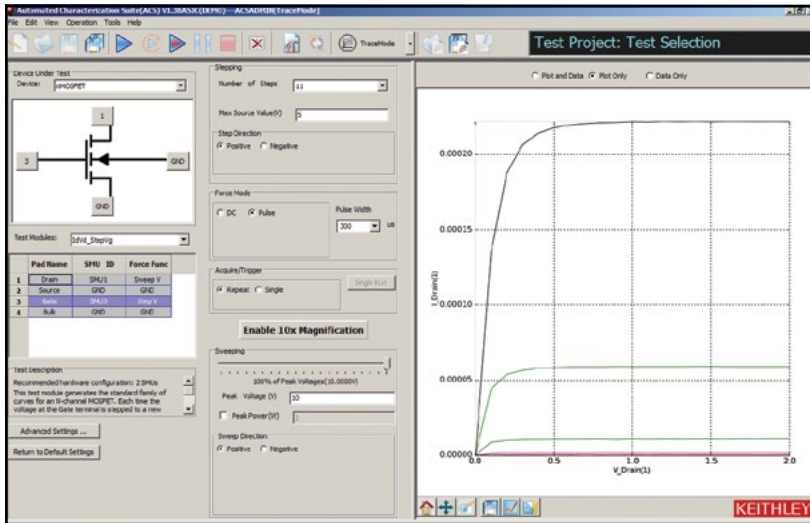 Automated Characterization Suite(ACS) V1.3BASIC(DEMO)---ACSADMIN[TraceMode]
File Edit View Operation Tools Help
TraceMode
Test Project: Test Selection
Device Under Test
Device: nMOSFET
1
3
GND
GND
Test Modules: IdVd_StepVg
Pad Name SMU ID Force Func
1 Drain SMU1 Sweep V
2 Source GND GND
3 Gate SMU3 Step V
4 Bulk GND GND
Test Description
Recommended hardware configuration: 2 SMUs
This test module generates the standard family of
curves for an N-channel MOSFET. Each time the
voltage at the Gate terminal is stepped to a new
Advanced Settings ...
Return to Default Settings
Stepping
Number of Steps 11
Max Source Value(V) 5
Step Direction
Positive Negative
Force Mode
DC Pulse
Pulse Width
300 us
Acquire/Trigger
Repeat Single
Single Run
Enable 10x Magnification
Sweeping
100% of Peak Voltages(10.0000V)
Peak Voltage (V) 10
Peak Power(W) 1
Sweep Direction
Positive Negative
Plot and Data Plot Only Data Only
0.00020
0.00015
0.00010
0.00005
0.00000
I_Drain(1)
0.0 0.5 1.0 1.5 2.0
V_Drain(1)
KEITHLEY